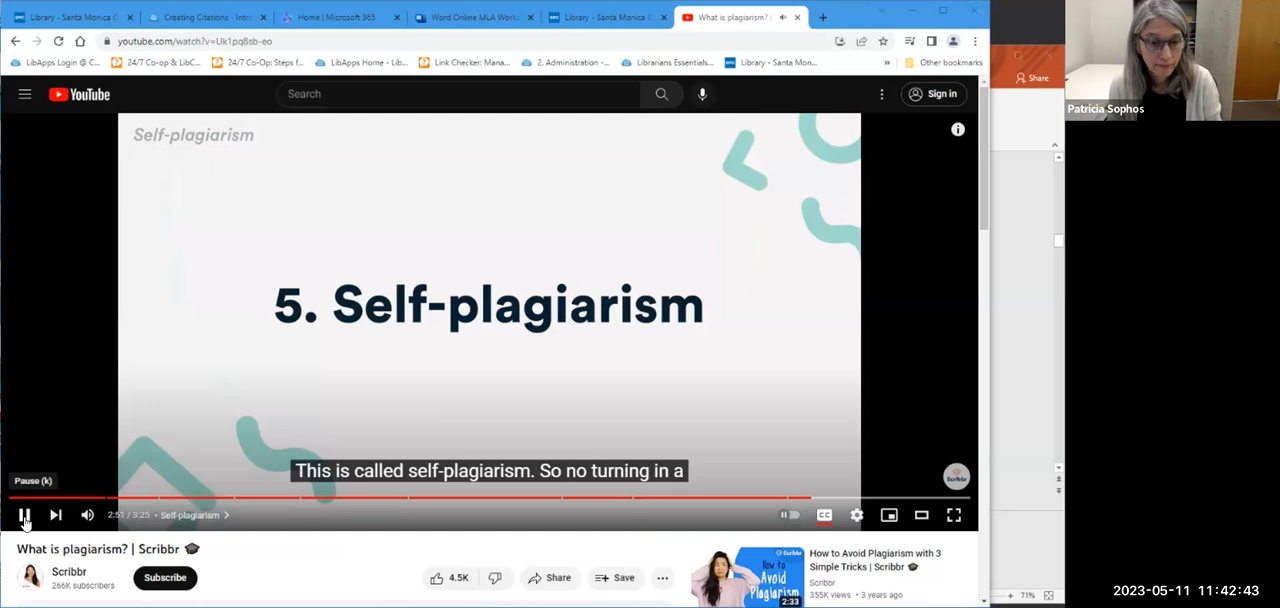 Library - Santa Monica C
Creating Citations - Intr
Home | Microsoft 365
Word Online MLA Works
Library - Santa Monica C
What is plagiarism? |
youtube.com/watch?v=Uk1pq8sb-eo
LibApps Login @ C...
24/7 Co-op & LibC...
24/7 Co-Op: Steps f...
LibApps Home - Lib...
Link Checker: Mana...
2. Administration -...
Librarians Essentials...
Library - Santa Mon...
»
Other bookmarks
YouTube
Search
Sign in
Share
Patricia Sophos
Self-plagiarism
5. Self-plagiarism
This is called self-plagiarism. So no turning in a
Pause (k)
Scribbr
2:51 / 3:25 • Self-plagiarism >
CC
What is plagiarism? | Scribbr 🎓
Scribbr
266K subscribers
Subscribe
4.5K
Share
Save
How to Avoid Plagiarism with 3
Simple Tricks | Scribbr 🎓
Scribbr
355K views • 3 years ago
Scribbr
How to
Avoid
Plagiarism
2:33
71%
2023-05-11 11:42:43